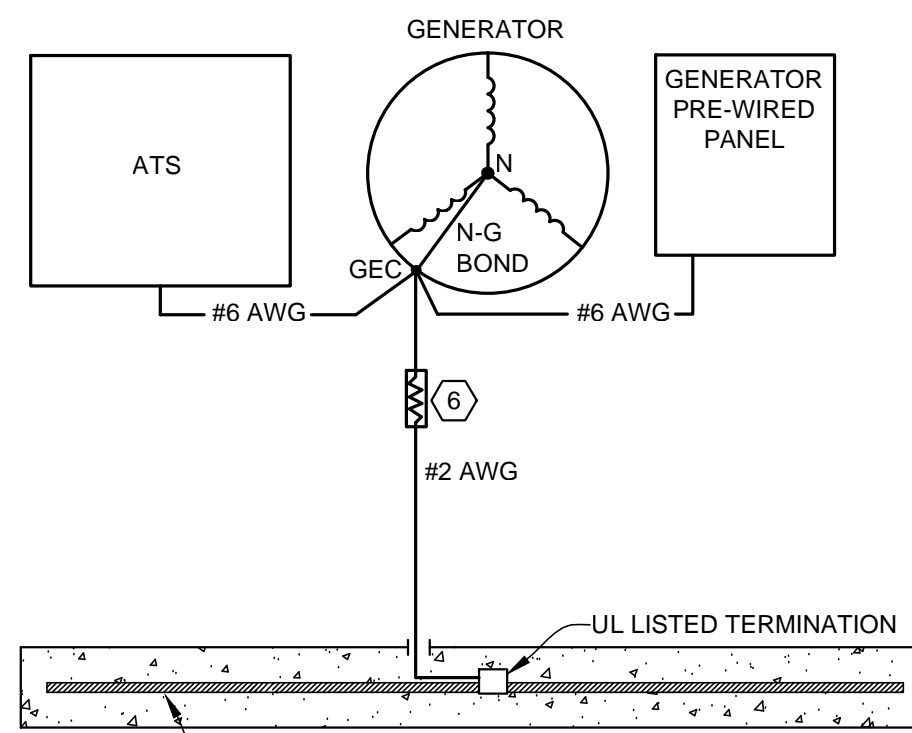 GENERATOR
ATS
GENERATOR
PRE-WIRED
PANEL
N
N-G
BOND
GEC
#6 AWG
#6 AWG
6
#2 AWG
UL LISTED TERMINATION